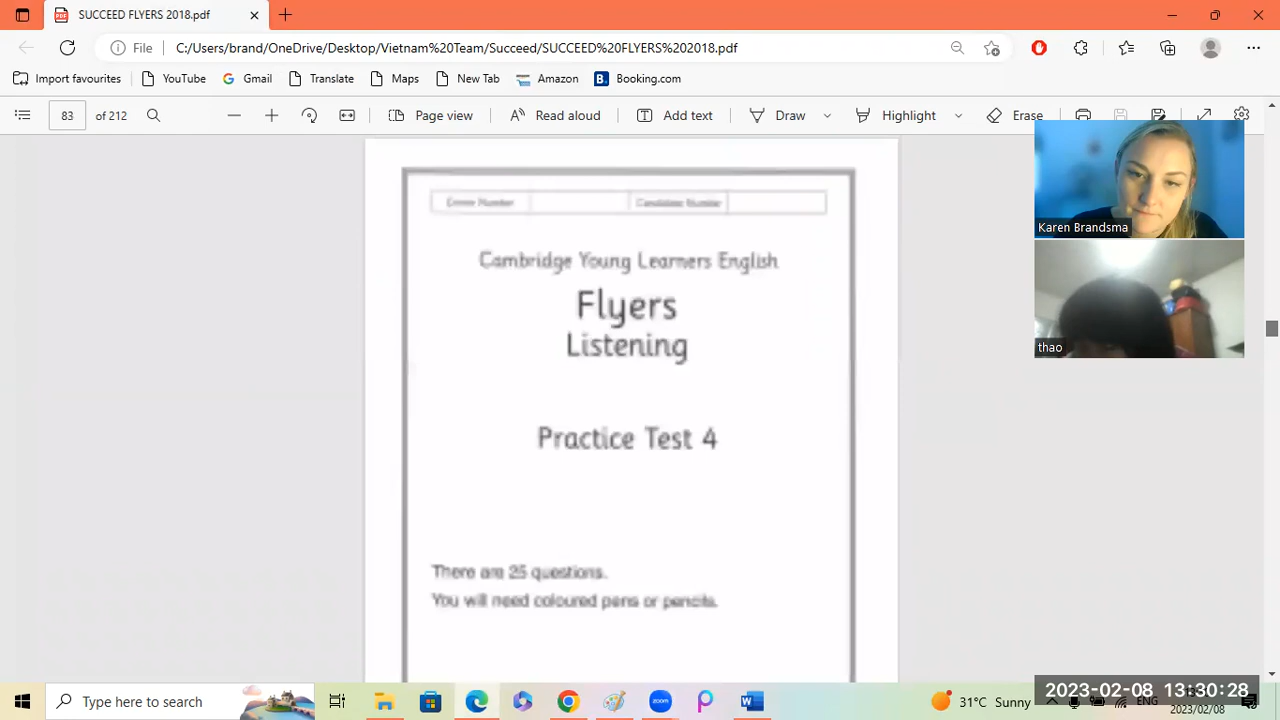 SUCCEED FLYERS 2018.pdf
File
C:/Users/brand/OneDrive/Desktop/Vietnam%20Team/Succeed/SUCCEED%20FLYERS%202018.pdf
Import favourites
YouTube
Gmail
Translate
Maps
New Tab
Amazon
Booking.com
83 of 212
Page view
Read aloud
Add text
Draw
Highlight
Erase
Karen Brandsma
thao
Centre Number
Candidate Number
Cambridge Young Learners English
Flyers
Listening
Practice Test 4
There are 25 questions.
You will need coloured pens or pencils.
Type here to search
31°C Sunny
ENG
2023-02-08 13:30:28
2023/02/08